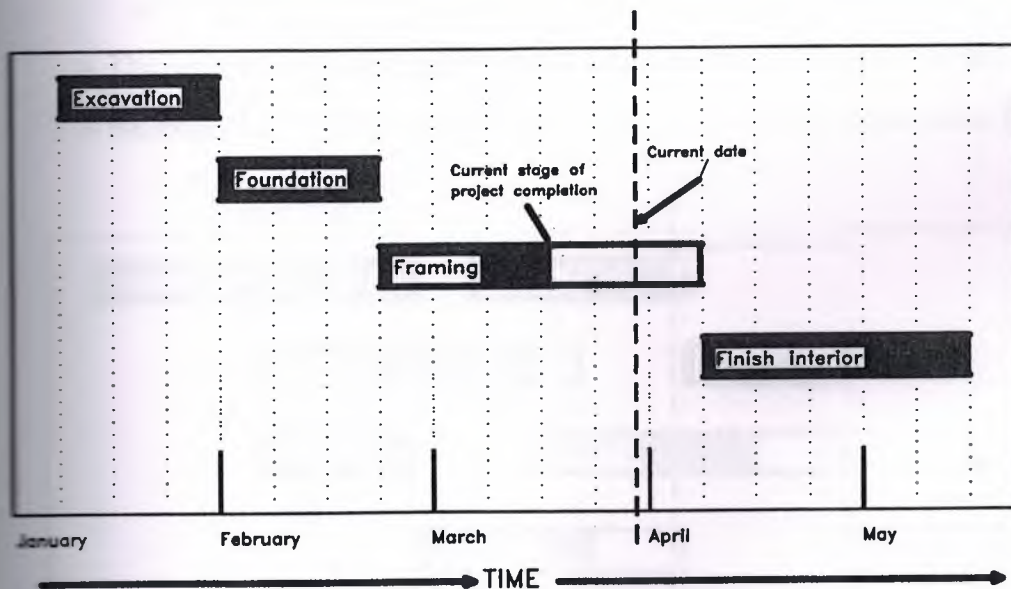 Excavation
Foundation
Current stage of
project completion
Current date
Framing
Finish interior
January
February
March
April
May
TIME